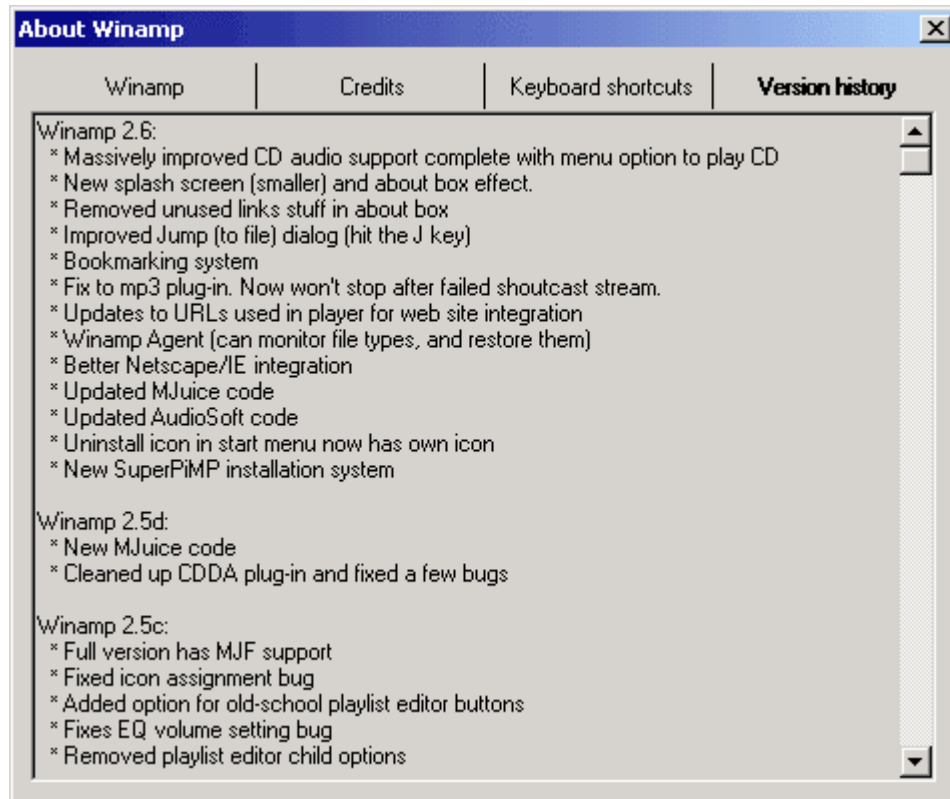 About Winamp
Winamp Credits Keyboard shortcuts Version history
Winamp 2.6:
* Massively improved CD audio support complete with menu option to play CD
* New splash screen (smaller) and about box effect.
* Removed unused links stuff in about box
* Improved Jump (to file) dialog (hit the J key)
* Bookmarking system
* Fix to mp3 plug-in. Now won't stop after failed shoutcast stream.
* Updates to URLs used in player for web site integration
* Winamp Agent (can monitor file types, and restore them)
* Better Netscape/IE integration
* Updated MJuice code
* Updated AudioSoft code
* Uninstall icon in start menu now has own icon
* New SuperPiMP installation system
Winamp 2.5d:
* New MJuice code
* Cleaned up CDDA plug-in and fixed a few bugs
Winamp 2.5c:
* Full version has MJF support
* Fixed icon assignment bug
* Added option for old-school playlist editor buttons
* Fixes EQ volume setting bug
* Removed playlist editor child options